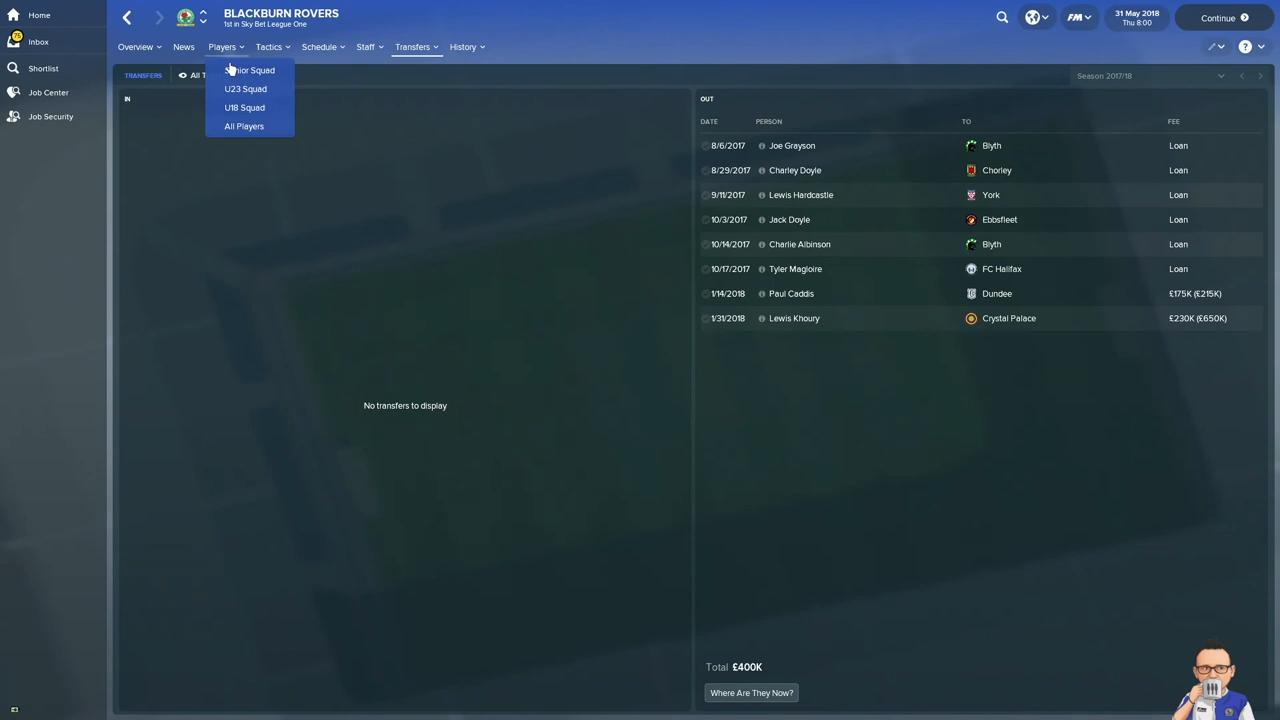 BLACKBURN ROVERS
1st in Sky Bet League One
31 May 2018
Thu 8:00
Continue
FM
Home
75
Inbox
Shortlist
Job Center
Job Security
Overview
News
Players
Tactics
Schedule
Staff
Transfers
History
?
Senior Squad
U23 Squad
U18 Squad
All Players
TRANSFERS
All
Season 2017/18
IN
No transfers to display
OUT
DATE PERSON TO FEE
8/6/2017 Joe Grayson Blyth Loan
8/29/2017 Charley Doyle Chorley Loan
9/11/2017 Lewis Hardcastle York Loan
10/3/2017 Jack Doyle Ebbsfleet Loan
10/14/2017 Charlie Albinson Blyth Loan
10/17/2017 Tyler Magloire FC Halifax Loan
1/14/2018 Paul Caddis Dundee £175K (£215K)
1/31/2018 Lewis Khoury Crystal Palace £230K (£650K)
Total £400K
Where Are They Now?